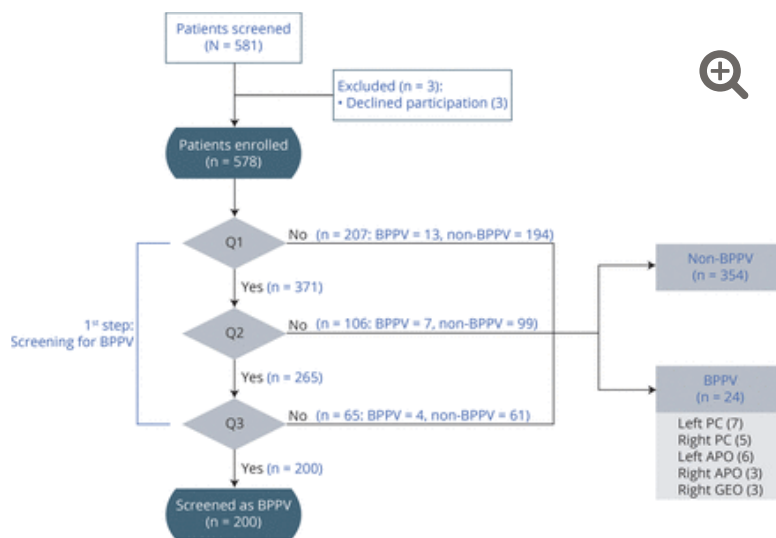 Patients screened
(N = 581)
Excluded (n = 3):
• Declined participation (3)
Patients enrolled
(n = 578)
Q1
No (n = 207: BPPV = 13, non-BPPV = 194)
Yes (n = 371)
Non-BPPV
(n = 354)
1st step:
Screening for BPPV
Q2
No (n = 106: BPPV = 7, non-BPPV = 99)
Yes (n = 265)
BPPV
(n = 24)
Q3
No (n = 65: BPPV = 4, non-BPPV = 61)
Left PC (7)
Right PC (5)
Left APO (6)
Right APO (3)
Right GEO (3)
Yes (n = 200)
Screened as BPPV
(n = 200)